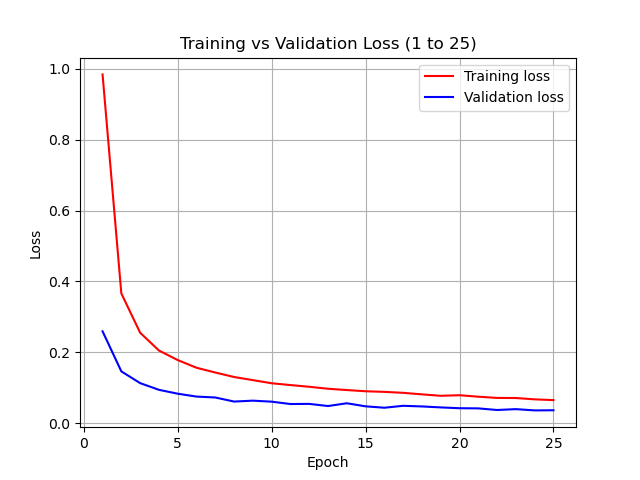 Training vs Validation Loss (1 to 25)
Training loss
Validation loss
Loss
1.0
0.8
0.6
0.4
0.2
0.0
0 5 10 15 20 25
Epoch